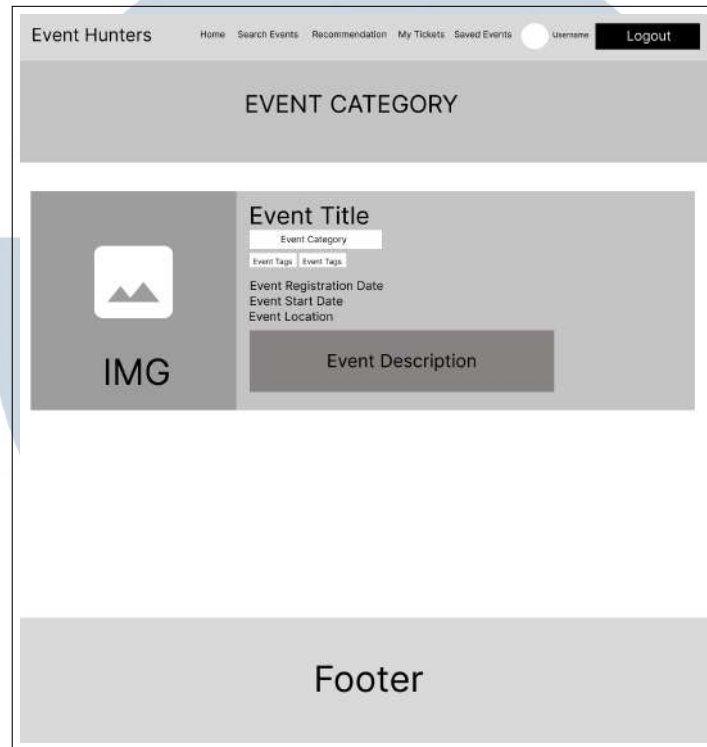 Event Hunters Home Search Events Recommendation My Tickets Saved Events Username Logout
EVENT CATEGORY
IMG
Event Title
Event Category
Event Tags Event Tags
Event Registration Date
Event Start Date
Event Location
Event Description
Footer